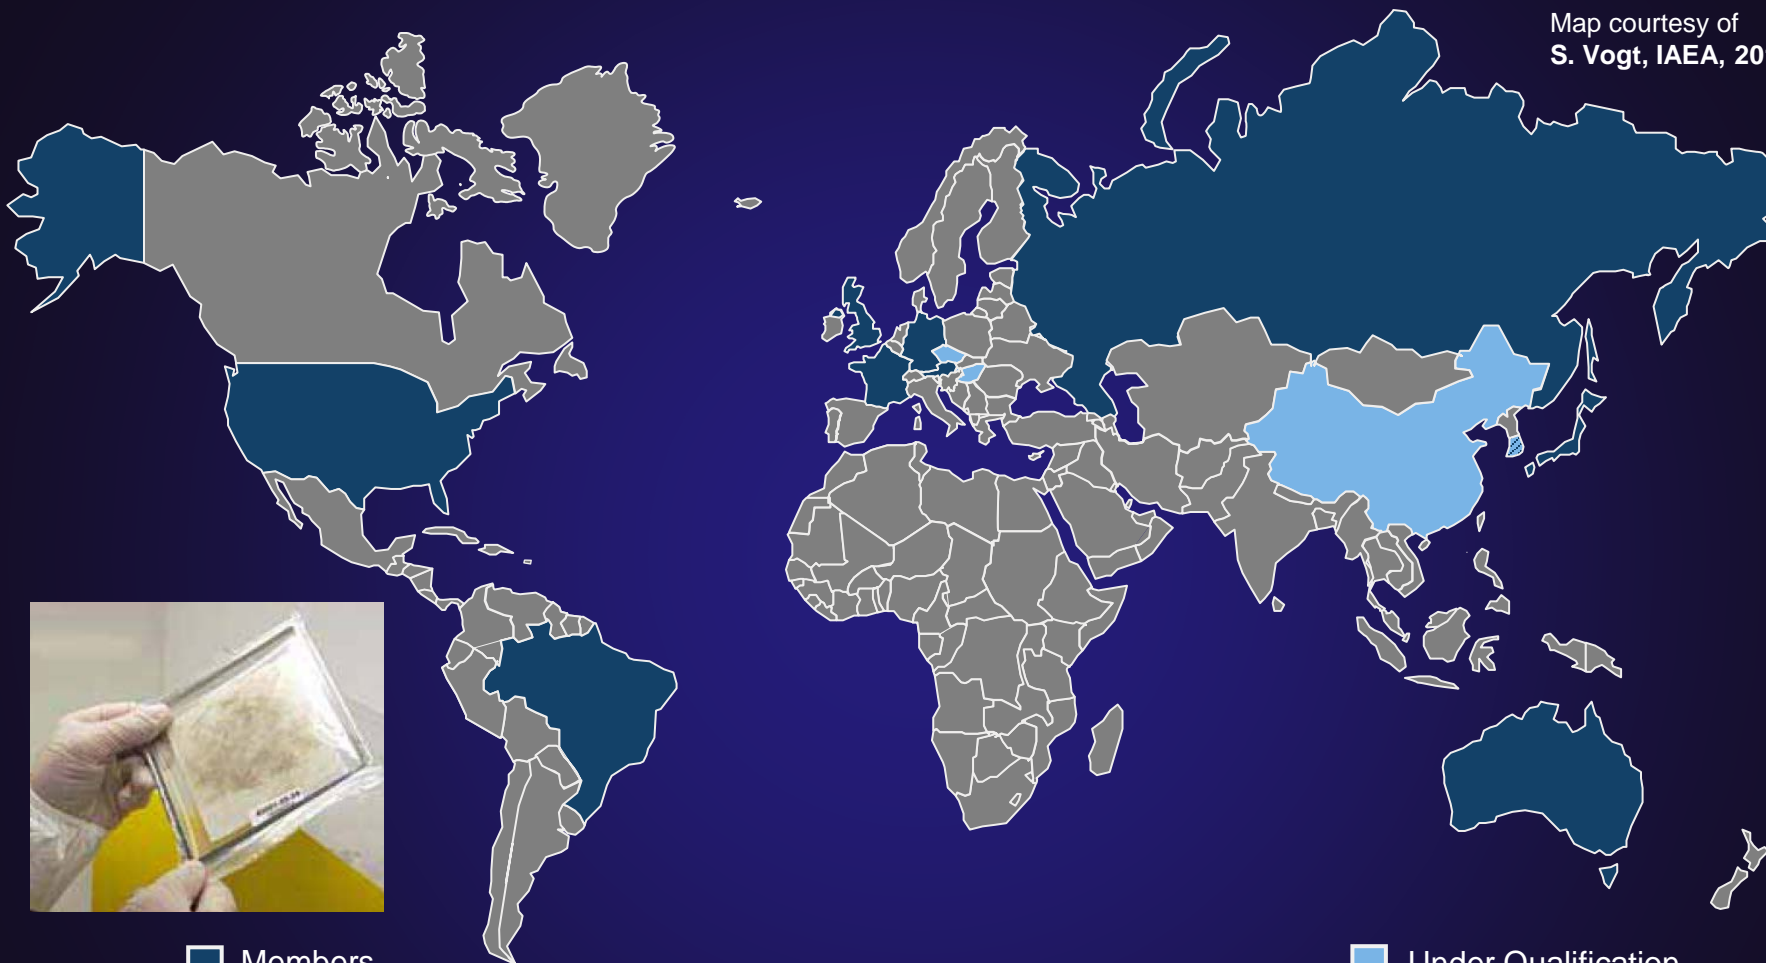 Map courtesy of
S. Vogt, IAEA,
Members
Under Qualification